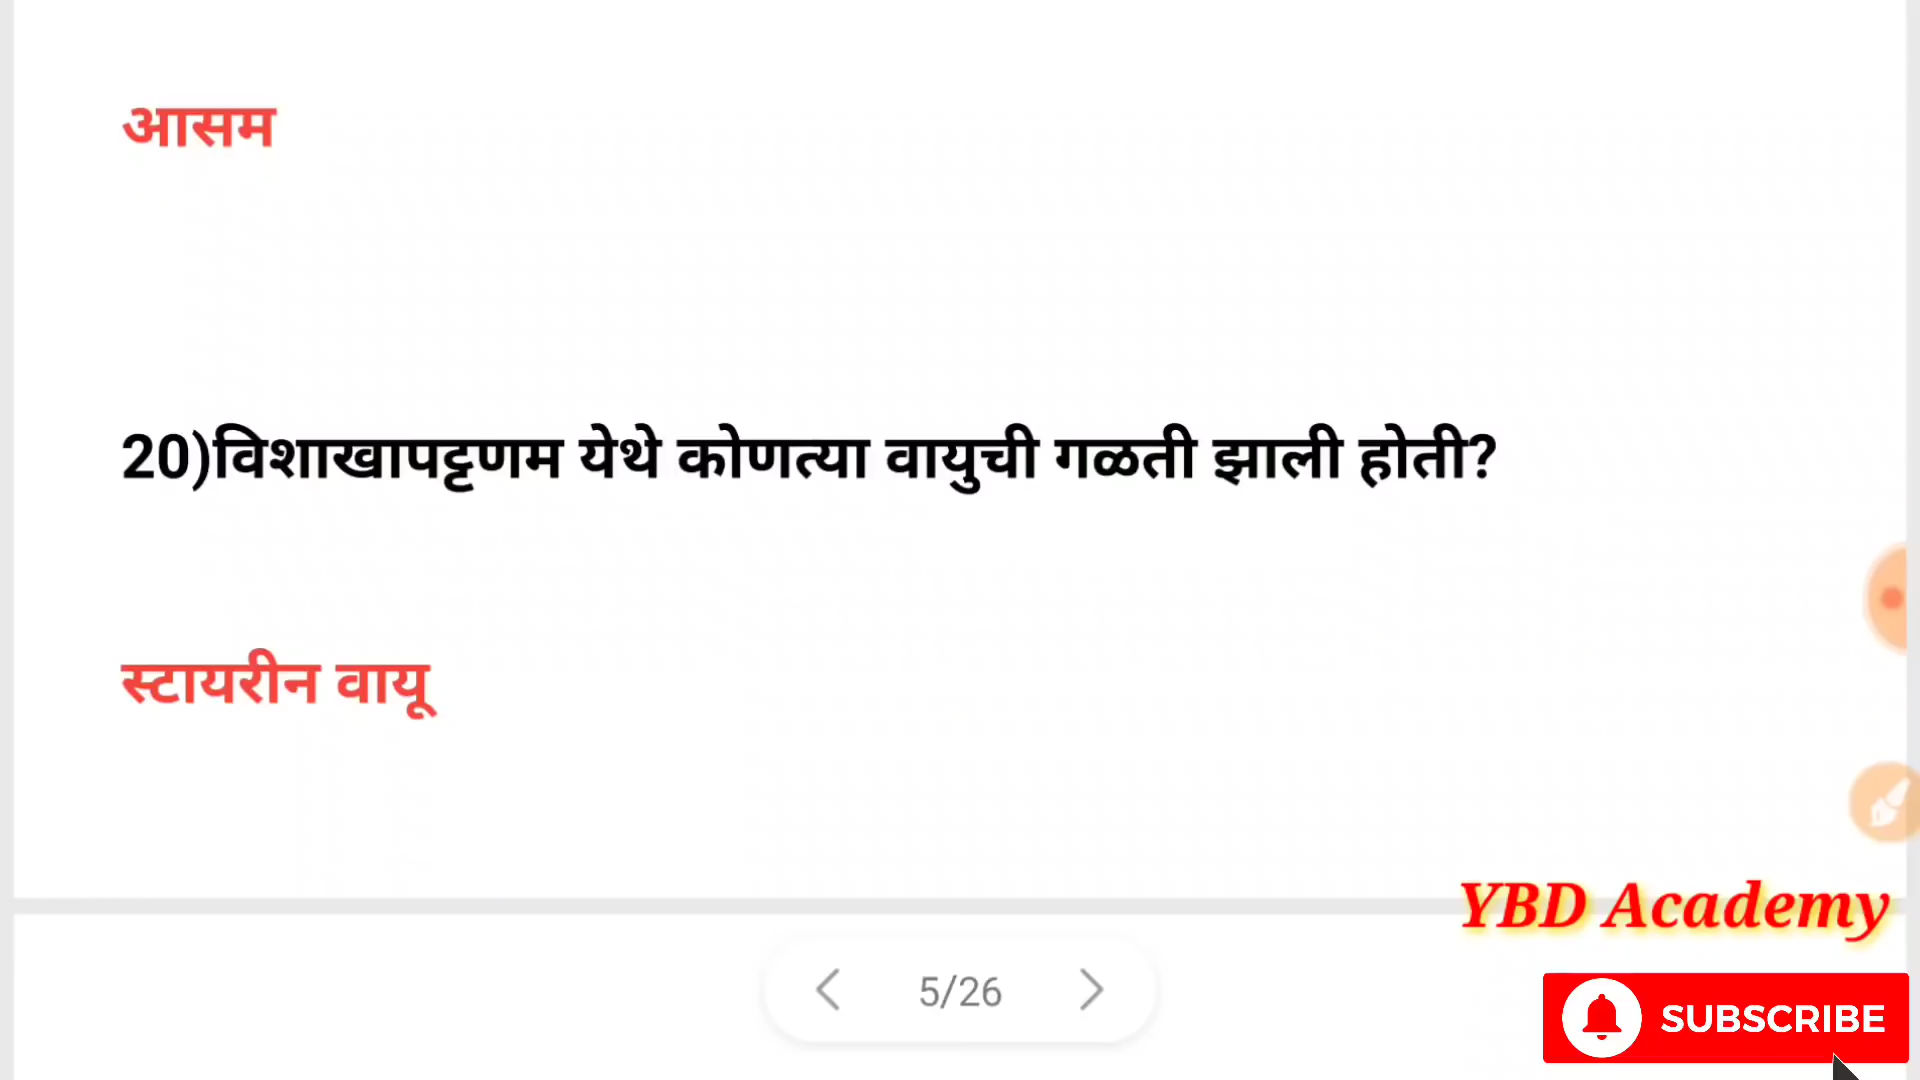 आसम
20)विशाखापट्टणम येथे कोणत्या वायुची गळती झाली होती?
स्टायरीन वायू
YBD Academy
5/26
SUBSCRIBE